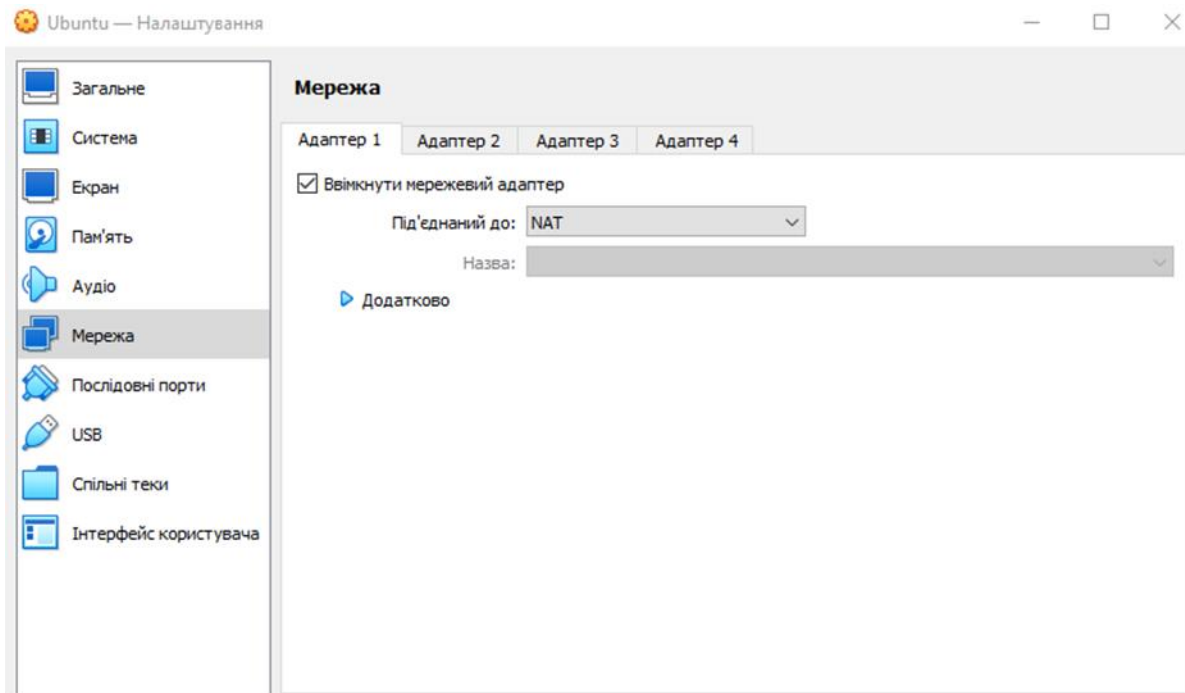 Ubuntu — Налаштування
Загальне
Система
Екран
Пам'ять
Аудіо
Мережа
Послідовні порти
USB
Спільні теки
Інтерфейс користувача
Мережа
Адаптер 1 Адаптер 2 Адаптер 3 Адаптер 4
Ввімкнути мережевий адаптер
Під'єднаний до: NAT
Назва:
Додатково